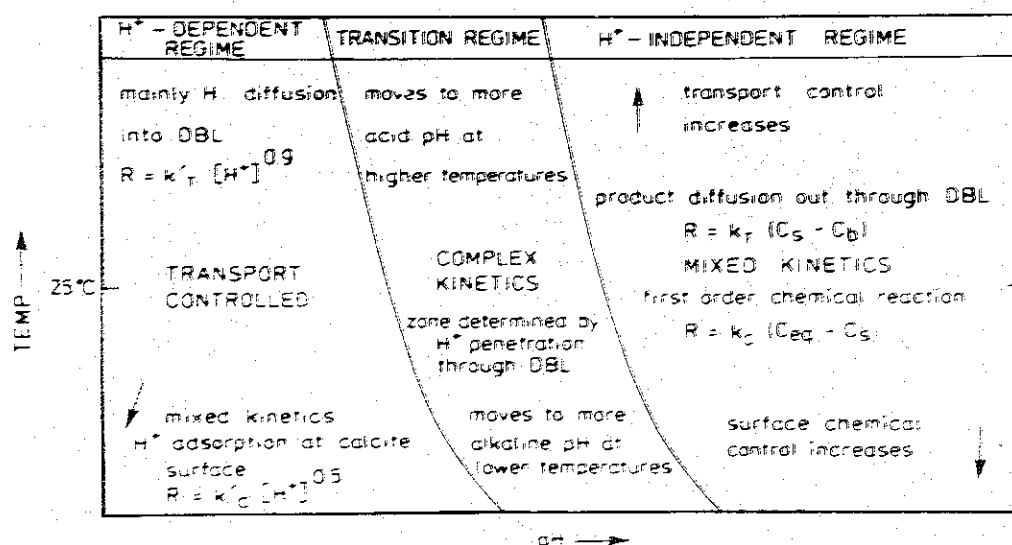 H⁺ - DEPENDENT
REGIME
TRANSITION REGIME
H⁺ - INDEPENDENT REGIME
mainly H. diffusion
into DBL
R = k′T [H⁺]0.9
TRANSPORT
CONTROLLED
mixed kinetics
H⁺ adsorption at calcite
surface
R = k′C [H⁺]0.5
moves to more
acid pH at
higher temperatures
COMPLEX
KINETICS
zone determined by
H⁺ penetration
through DBL
moves to more
alkaline pH at
lower temperatures
transport control
increases
product diffusion out through DBL
R = kT (Cs - Cb)
MIXED KINETICS
first order chemical reaction
R = kC (Ceq - Cs
surface chemical
control increases
TEMP
25°C
pH